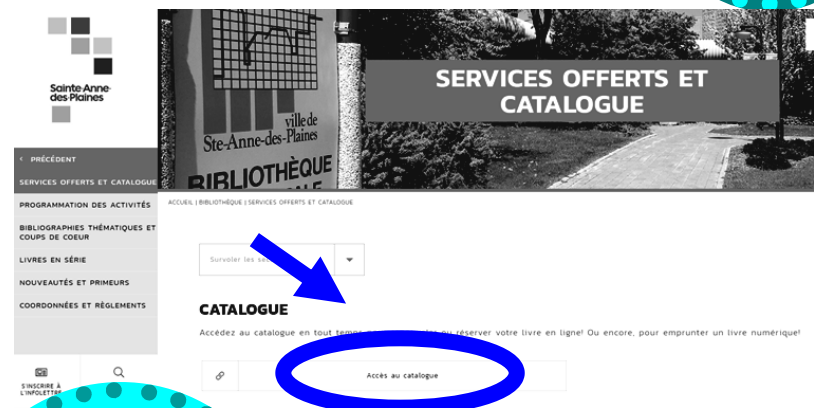 Sainte-Anne-
des-Plaines
ville de
Ste-Anne-des-Plaines
BIBLIOTHÈQUE
SERVICES OFFERTS ET
CATALOGUE
< PRÉCÉDENT
SERVICES OFFERTS ET CATALOGUE
PROGRAMMATION DES ACTIVITÉS
BIBLIOGRAPHIES THÉMATIQUES ET
COUPS DE COEUR
LIVRES EN SÉRIE
NOUVEAUTÉS ET PRIMEURS
COORDONNÉES ET RÈGLEMENTS
S'INSCRIRE À
L'INFOLETTRE
ACCUEIL | BIBLIOTHÈQUE | SERVICES OFFERTS ET CATALOGUE
Survoler les
CATALOGUE
Accédez au catalogue en tout temps ou réserver votre livre en ligne! Ou encore, pour emprunter un livre numérique!
Accès au catalogue